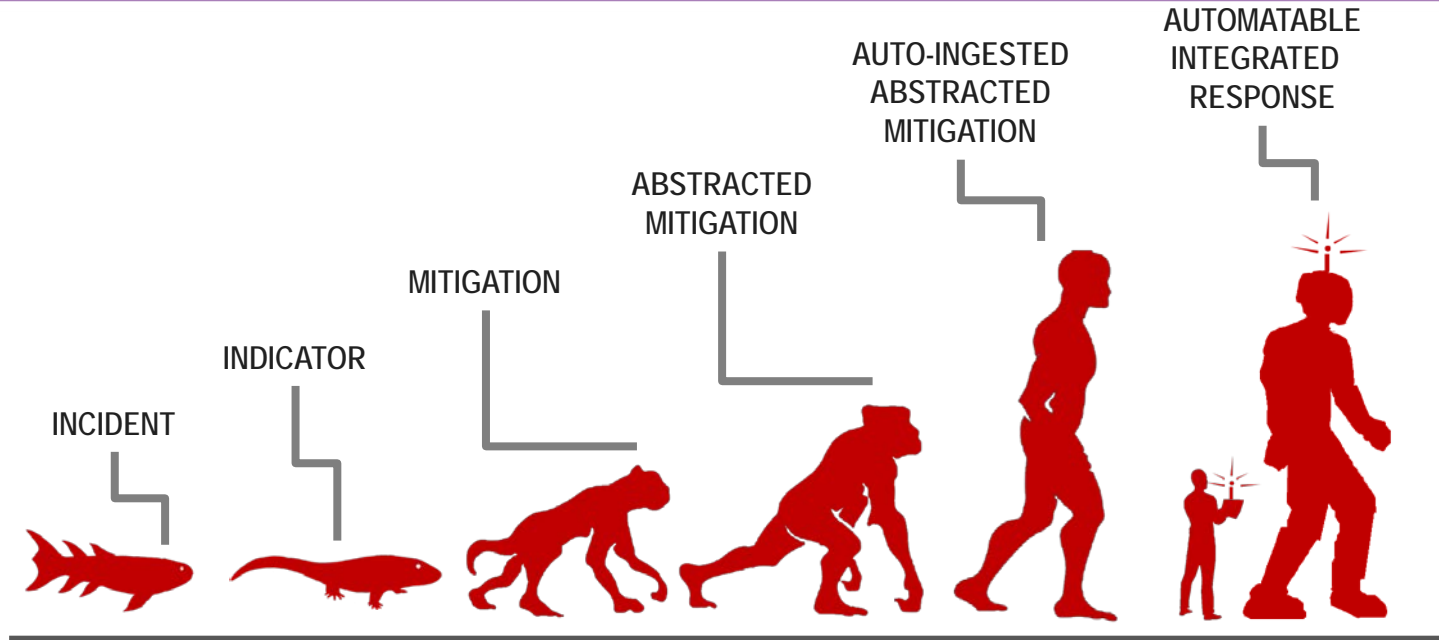 INCIDENT
INDICATOR
MITIGATION
ABSTRACTED
MITIGATION
AUTO-INGESTED
ABSTRACTED
MITIGATION
AUTOMATABLE
INTEGRATED
RESPONSE